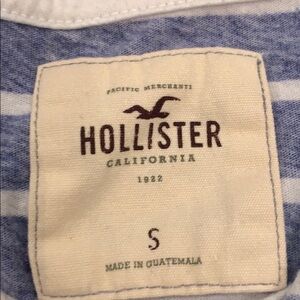 PACIFIC MERCHANTS
HOLLISTER
CALIFORNIA
1922
S
MADE IN GUATEMALA